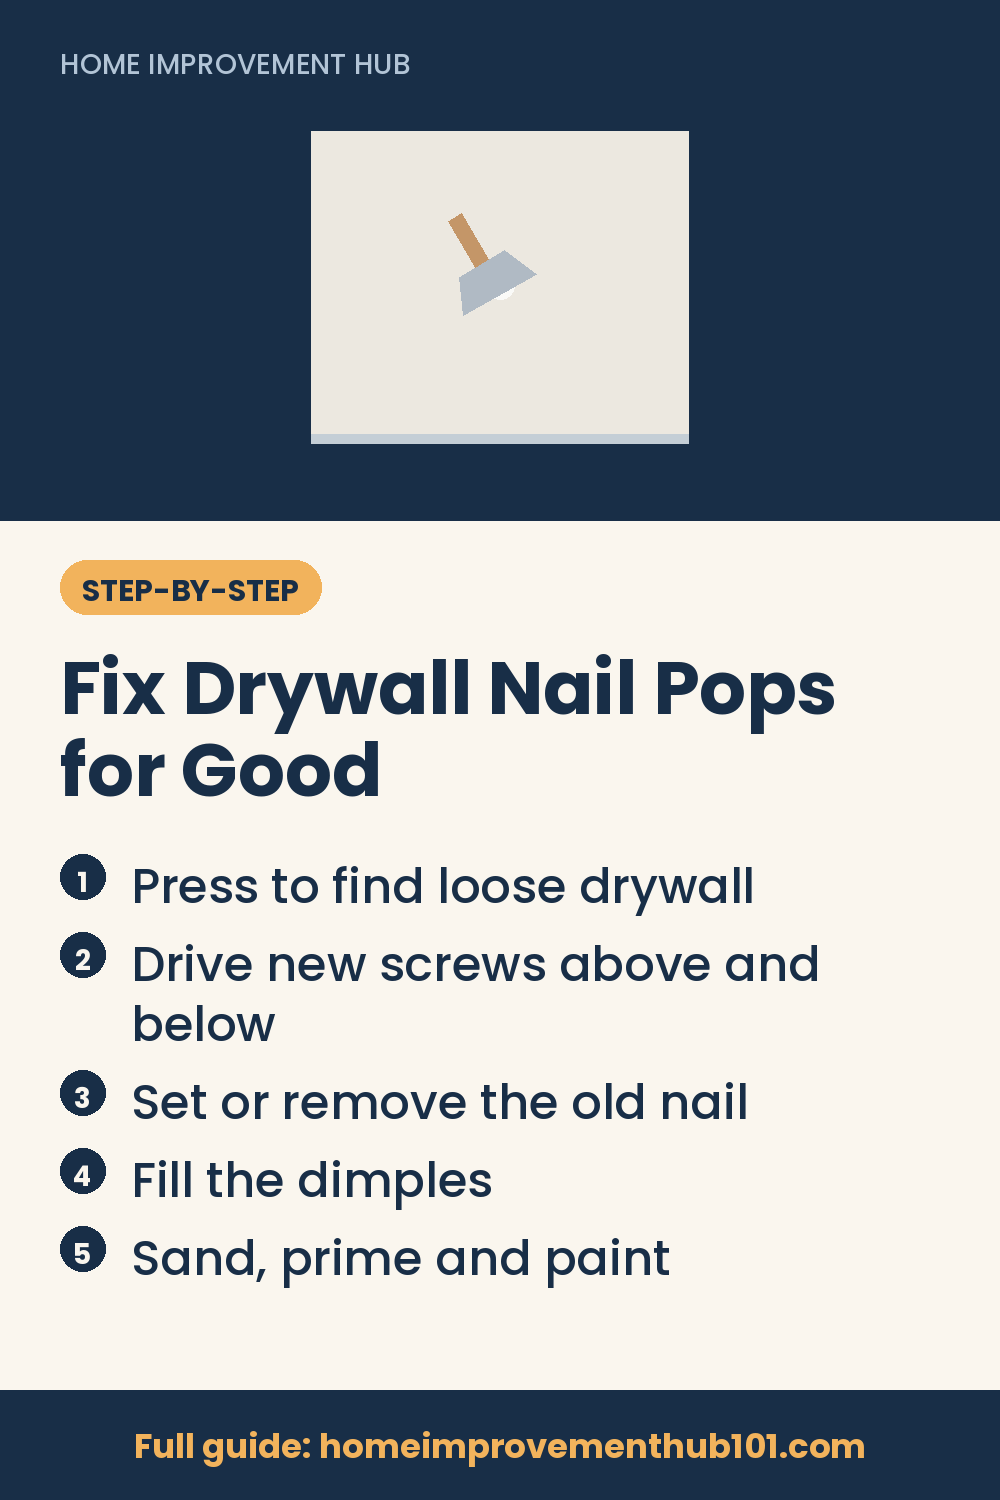 HOME IMPROVEMENT HUB
STEP-BY-STEP
Fix Drywall Nail Pops
for Good
1 Press to find loose drywall
2 Drive new screws above and
below
3 Set or remove the old nail
4 Fill the dimples
5 Sand, prime and paint
Full guide: homeimprovementhub101.com